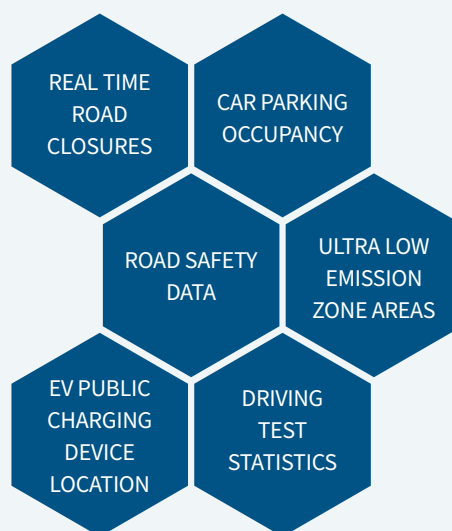 REAL TIME
ROAD
CLOSURES
CAR PARKING
OCCUPANCY
ROAD SAFETY
DATA
ULTRA LOW
EMISSION
ZONE AREAS
EV PUBLIC
CHARGING
DEVICE
LOCATION
DRIVING
TEST
STATISTICS